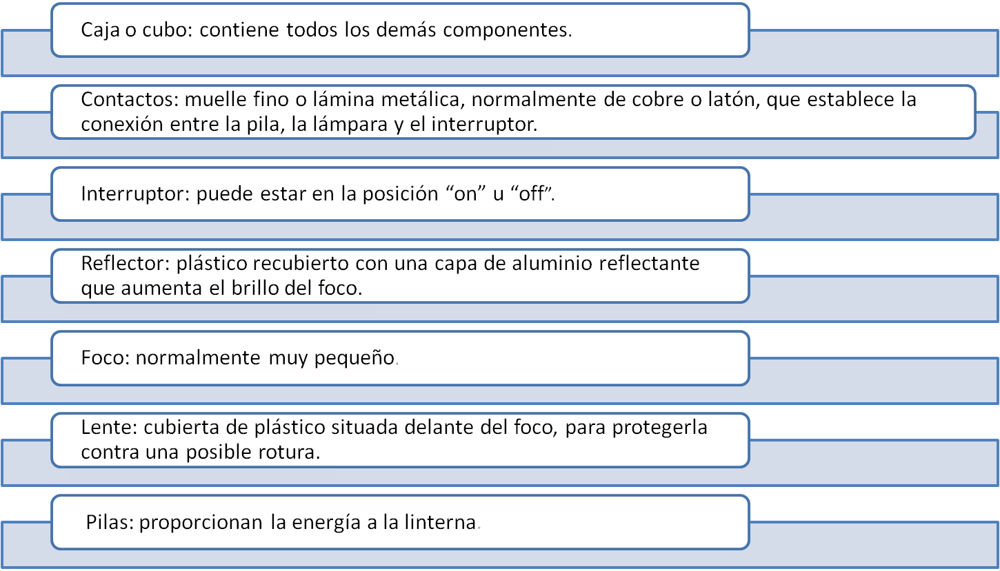 Caja o cubo: contiene todos los demás componentes.
Contactos: muelle fino o lámina metálica, normalmente de cobre o latón, que establece la
conexión entre la pila, la lámpara y el interruptor.
Interruptor: puede estar en la posición “on” u “off”.
Reflector: plástico recubierto con una capa de aluminio reflectante
que aumenta el brillo del foco.
Foco: normalmente muy pequeño.
Lente: cubierta de plástico situada delante del foco, para protegerla
contra una posible rotura.
Pilas: proporcionan la energía a la linterna.